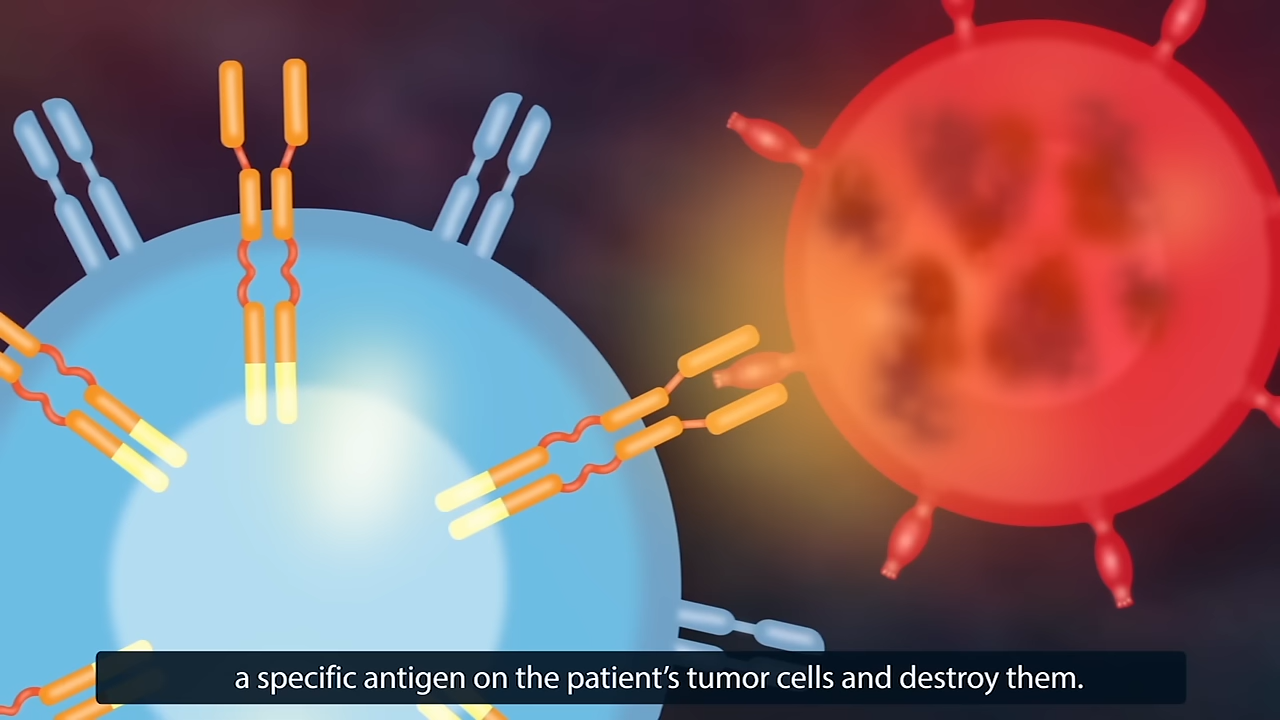 a specific antigen on the patient’s tumor cells and destroy them.